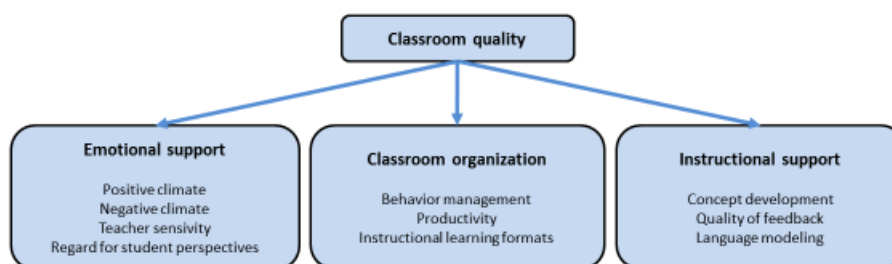 Classroom quality
Emotional support
Positive climate
Negative climate
Teacher sensivity
Regard for student perspectives
Classroom organization
Behavior management
Productivity
Instructional learning formats
Instructional support
Concept development
Quality of feedback
Language modeling